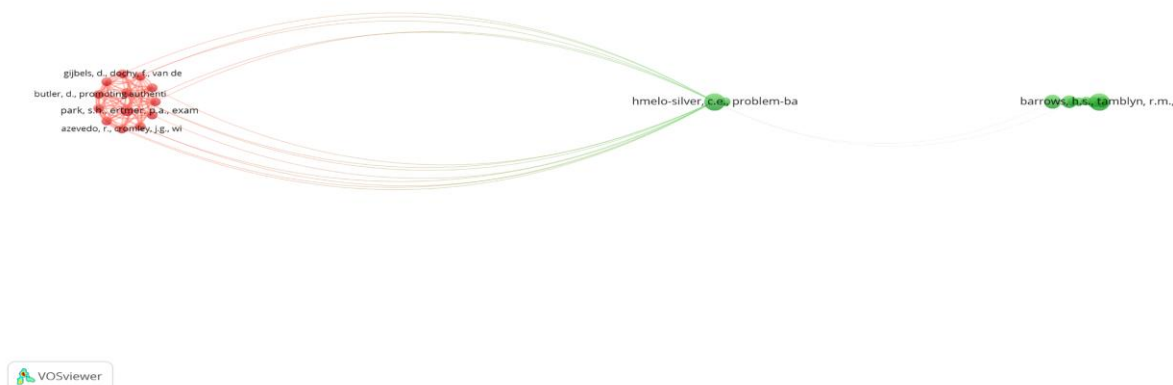 gijbels, d., dochy, f., van de
butler, d., promoting authenti
park, s.h., ertmer, p.a., exam
azevedo, r., cromley, j.g., wi
hmelo-silver, c.e., problem-ba
barrows, h.s., tamblyn, r.m.,
VOSviewer